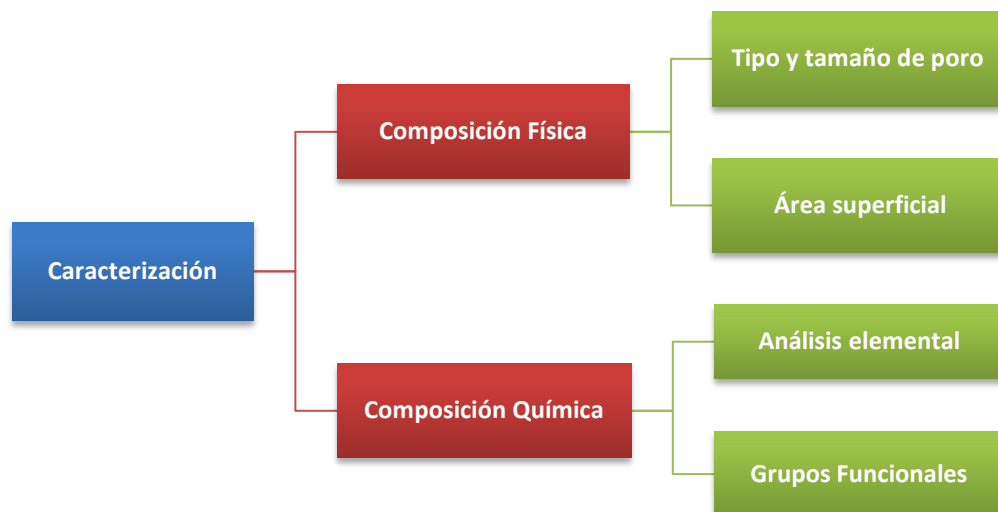 Caracterización
Composición Física
Tipo y tamaño de poro
Área superficial
Composición Química
Análisis elemental
Grupos Funcionales